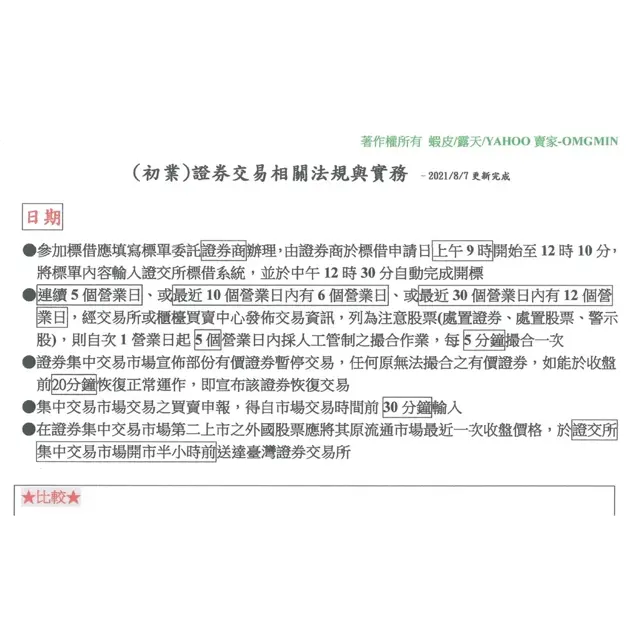 著作權所有 蝦皮/露天/YAHOO 賣家-OMGMIN
(初業)證券交易相關法規與實務 －2021/8/7 更新完成
日期
●參加標借應填寫標單委託證券商辦理，由證券商於標借申請日上午 9 時開始至 12 時 10 分，
將標單內容輸入證交所標借系統，並於中午 12 時 30 分自動完成開標
●連續 5 個營業日、或最近 10 個營業日內有 6 個營業日、或最近 30 個營業日內有 12 個營
業日，經交易所或櫃檯買賣中心發佈交易資訊，列為注意股票(處置證券、處置股票、警示
股)，則自次 1 營業日起 5 個營業日內採人工管制之撮合作業，每 5 分鐘撮合一次
●證券集中交易市場宣佈部份有價證券暫停交易，任何原無法撮合之有價證券，如能於收盤
前20分鐘恢復正常運作，即宣布該證券恢復交易
●集中交易市場交易之買賣申報，得自市場交易時間前 30 分鐘輸入
●在證券集中交易市場第二上市之外國股票應將其原流通市場最近一次收盤價格，於證交所
集中交易市場開市半小時前送達臺灣證券交易所
★比較★